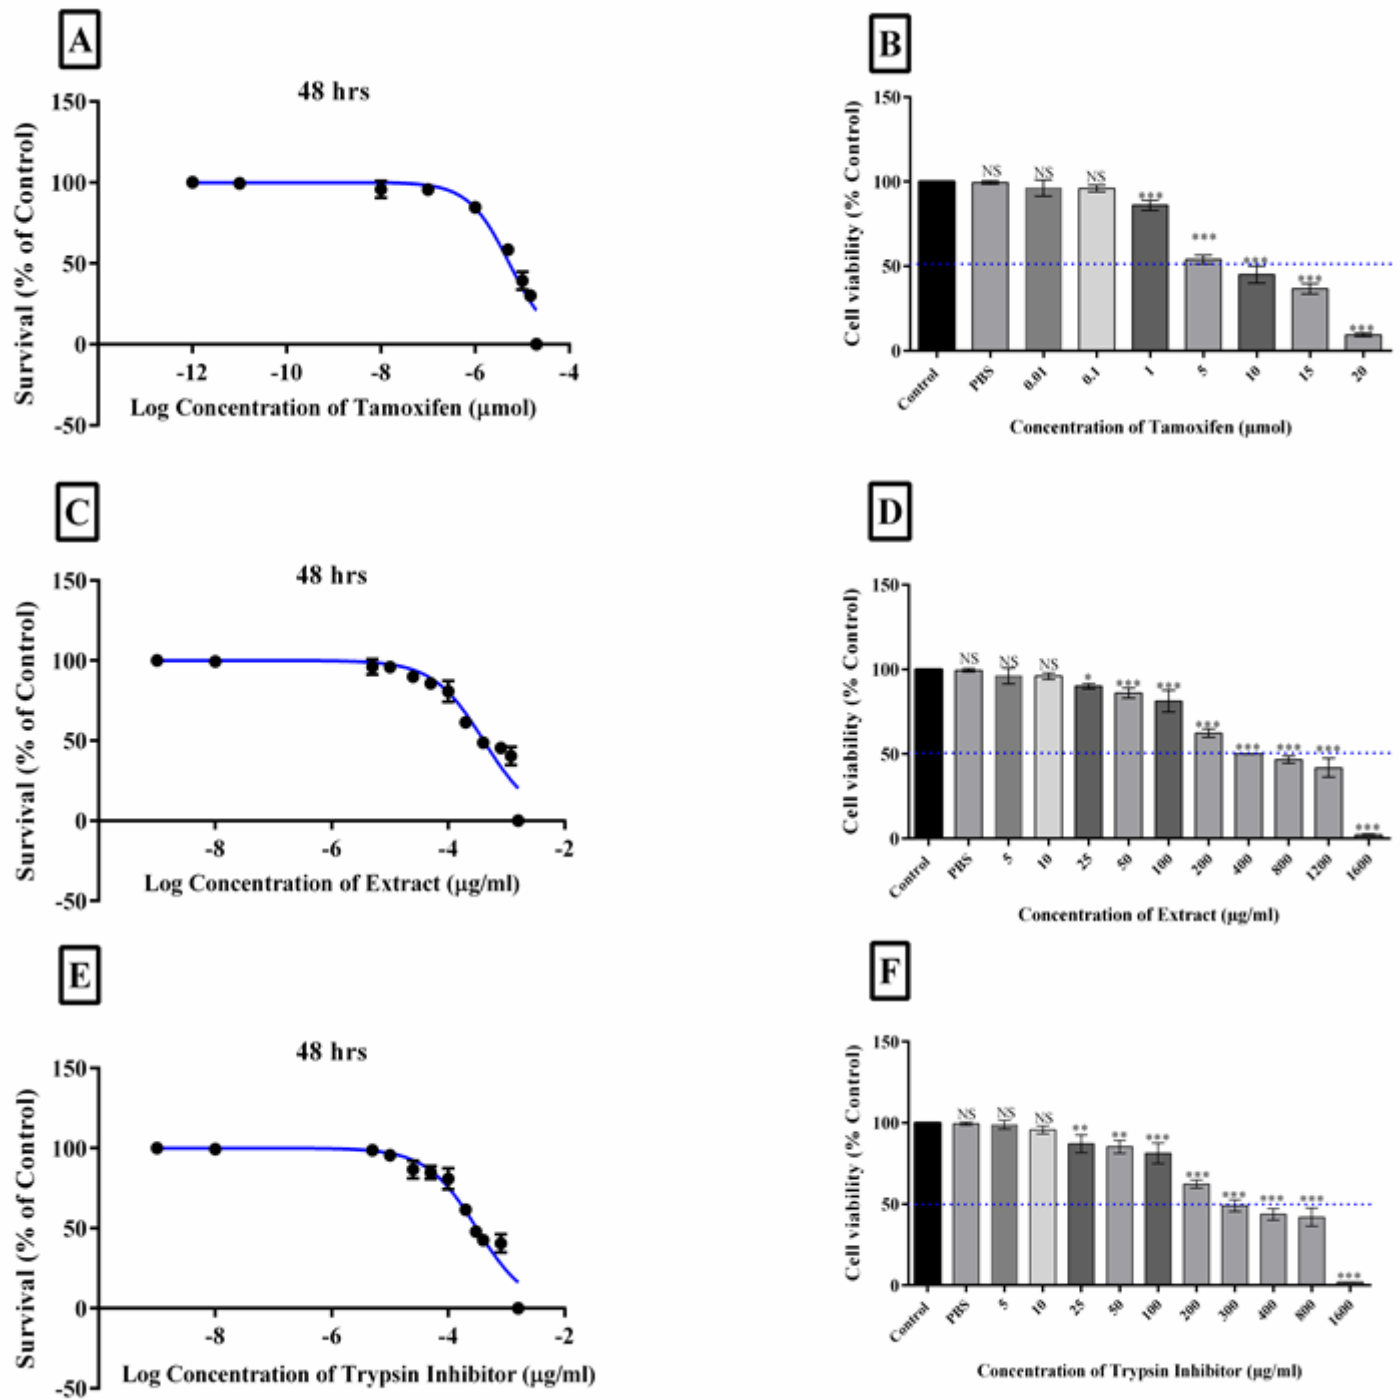 A
48 hrs
150
100
50
0
-50
-12 -10 -8 -6 -4
Survival (% of Control)
Log Concentration of Tamoxifen (μmol)
B
150
100
50
0
NS NS NS *** *** *** *** ***
Cell viability (% Control)
Control PBS 0.01 0.1 1 5 10 15 20
Concentration of Tamoxifen (μmol)
C
48 hrs
150
100
50
0
-50
-8 -6 -4 -2
Survival (% of Control)
Log Concentration of Extract (μg/ml)
D
150
100
50
0
NS NS NS * *** *** *** *** *** *** ***
Cell viability (% Control)
Control PBS 5 10 25 50 100 200 400 800 1200 1600
Concentration of Extract (μg/ml)
E
48 hrs
150
100
50
0
-50
-8 -6 -4 -2
Survival (% of Control)
Log Concentration of Trypsin Inhibitor (μg/ml)
F
150
100
50
0
NS NS NS ** ** *** *** *** *** *** ***
Cell viability (% Control)
Control PBS 5 10 25 50 100 200 300 400 800 1600
Concentration of Trypsin Inhibitor (μg/ml)